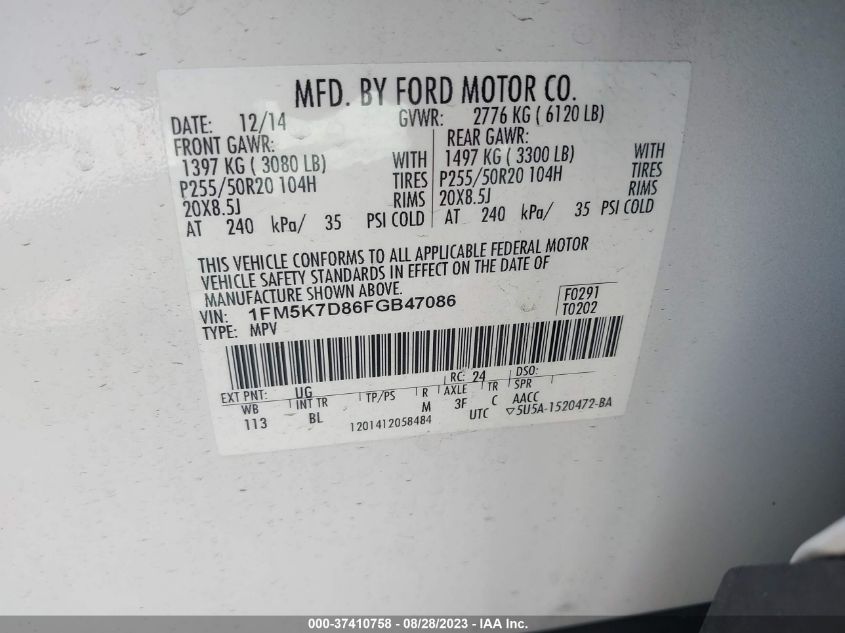 MFD. BY FORD MOTOR CO.
DATE: 12/14 GVWR: 2776 KG ( 6120 LB)
FRONT GAWR: REAR GAWR:
1397 KG ( 3080 LB) WITH 1497 KG ( 3300 LB) WITH
P255/50R20 104H TIRES P255/50R20 104H TIRES
20X8.5J RIMS 20X8.5J RIMS
AT 240 kPa/ 35 PSI COLD AT 240 kPa/ 35 PSI COLD
THIS VEHICLE CONFORMS TO ALL APPLICABLE FEDERAL MOTOR
VEHICLE SAFETY STANDARDS IN EFFECT ON THE DATE OF
MANUFACTURE SHOWN ABOVE.
VIN: 1FM5K7D86FGB47086 F0291
TYPE: MPV T0202
EXT PNT: UG RC: 24 DSO:
WB INT TR TP/PS R AXLE TR SPR
113 BL M 3F C AACC
1201412058484 UTC ▽5U5A-1520472-BA
000-37410758 - 08/28/2023 - IAA Inc.